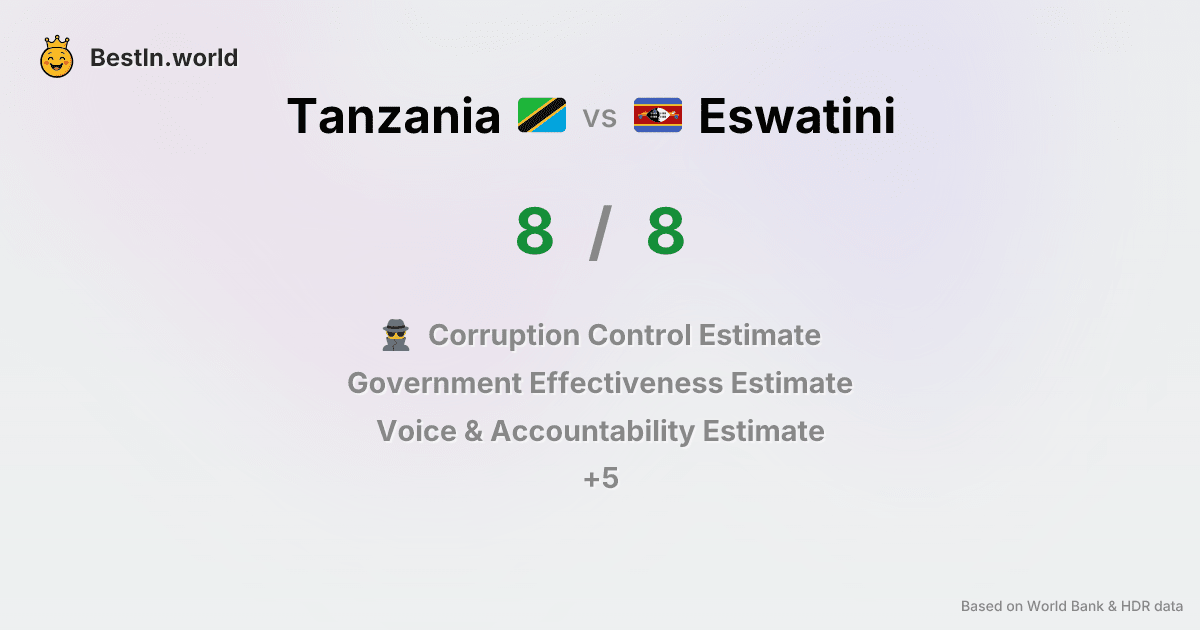 BestIn.world
Tanzania vs Eswatini
8 / 8
Corruption Control Estimate
Government Effectiveness Estimate
Voice & Accountability Estimate
+5
Based on World Bank & HDR data